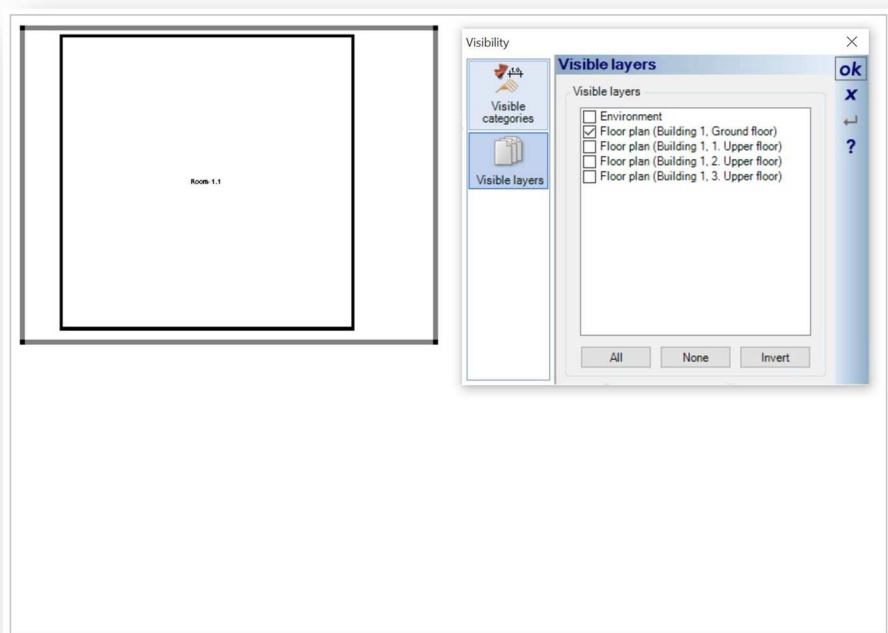 Room- 1.1
Visibility
Visible
categories
Visible layers
Visible layers
Visible layers
Environment
Floor plan (Building 1, Ground floor)
Floor plan (Building 1, 1. Upper floor)
Floor plan (Building 1, 2. Upper floor)
Floor plan (Building 1, 3. Upper floor)
All
None
Invert
ok
x
?